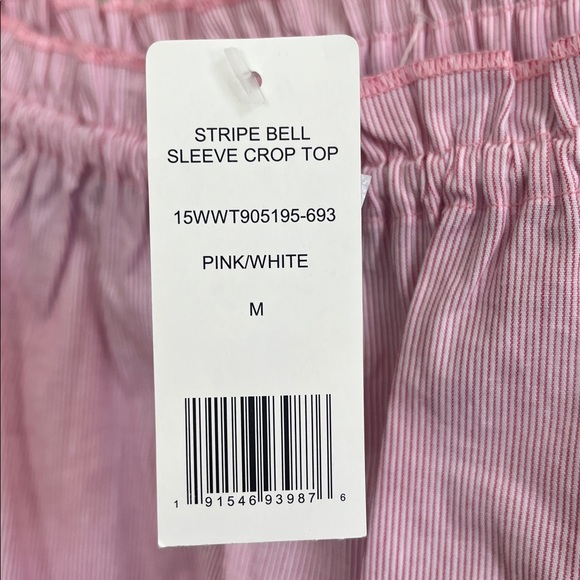 STRIPE BELL
SLEEVE CROP TOP
15WWT905195-693
PINK/WHITE
M
1 91546 93987 6